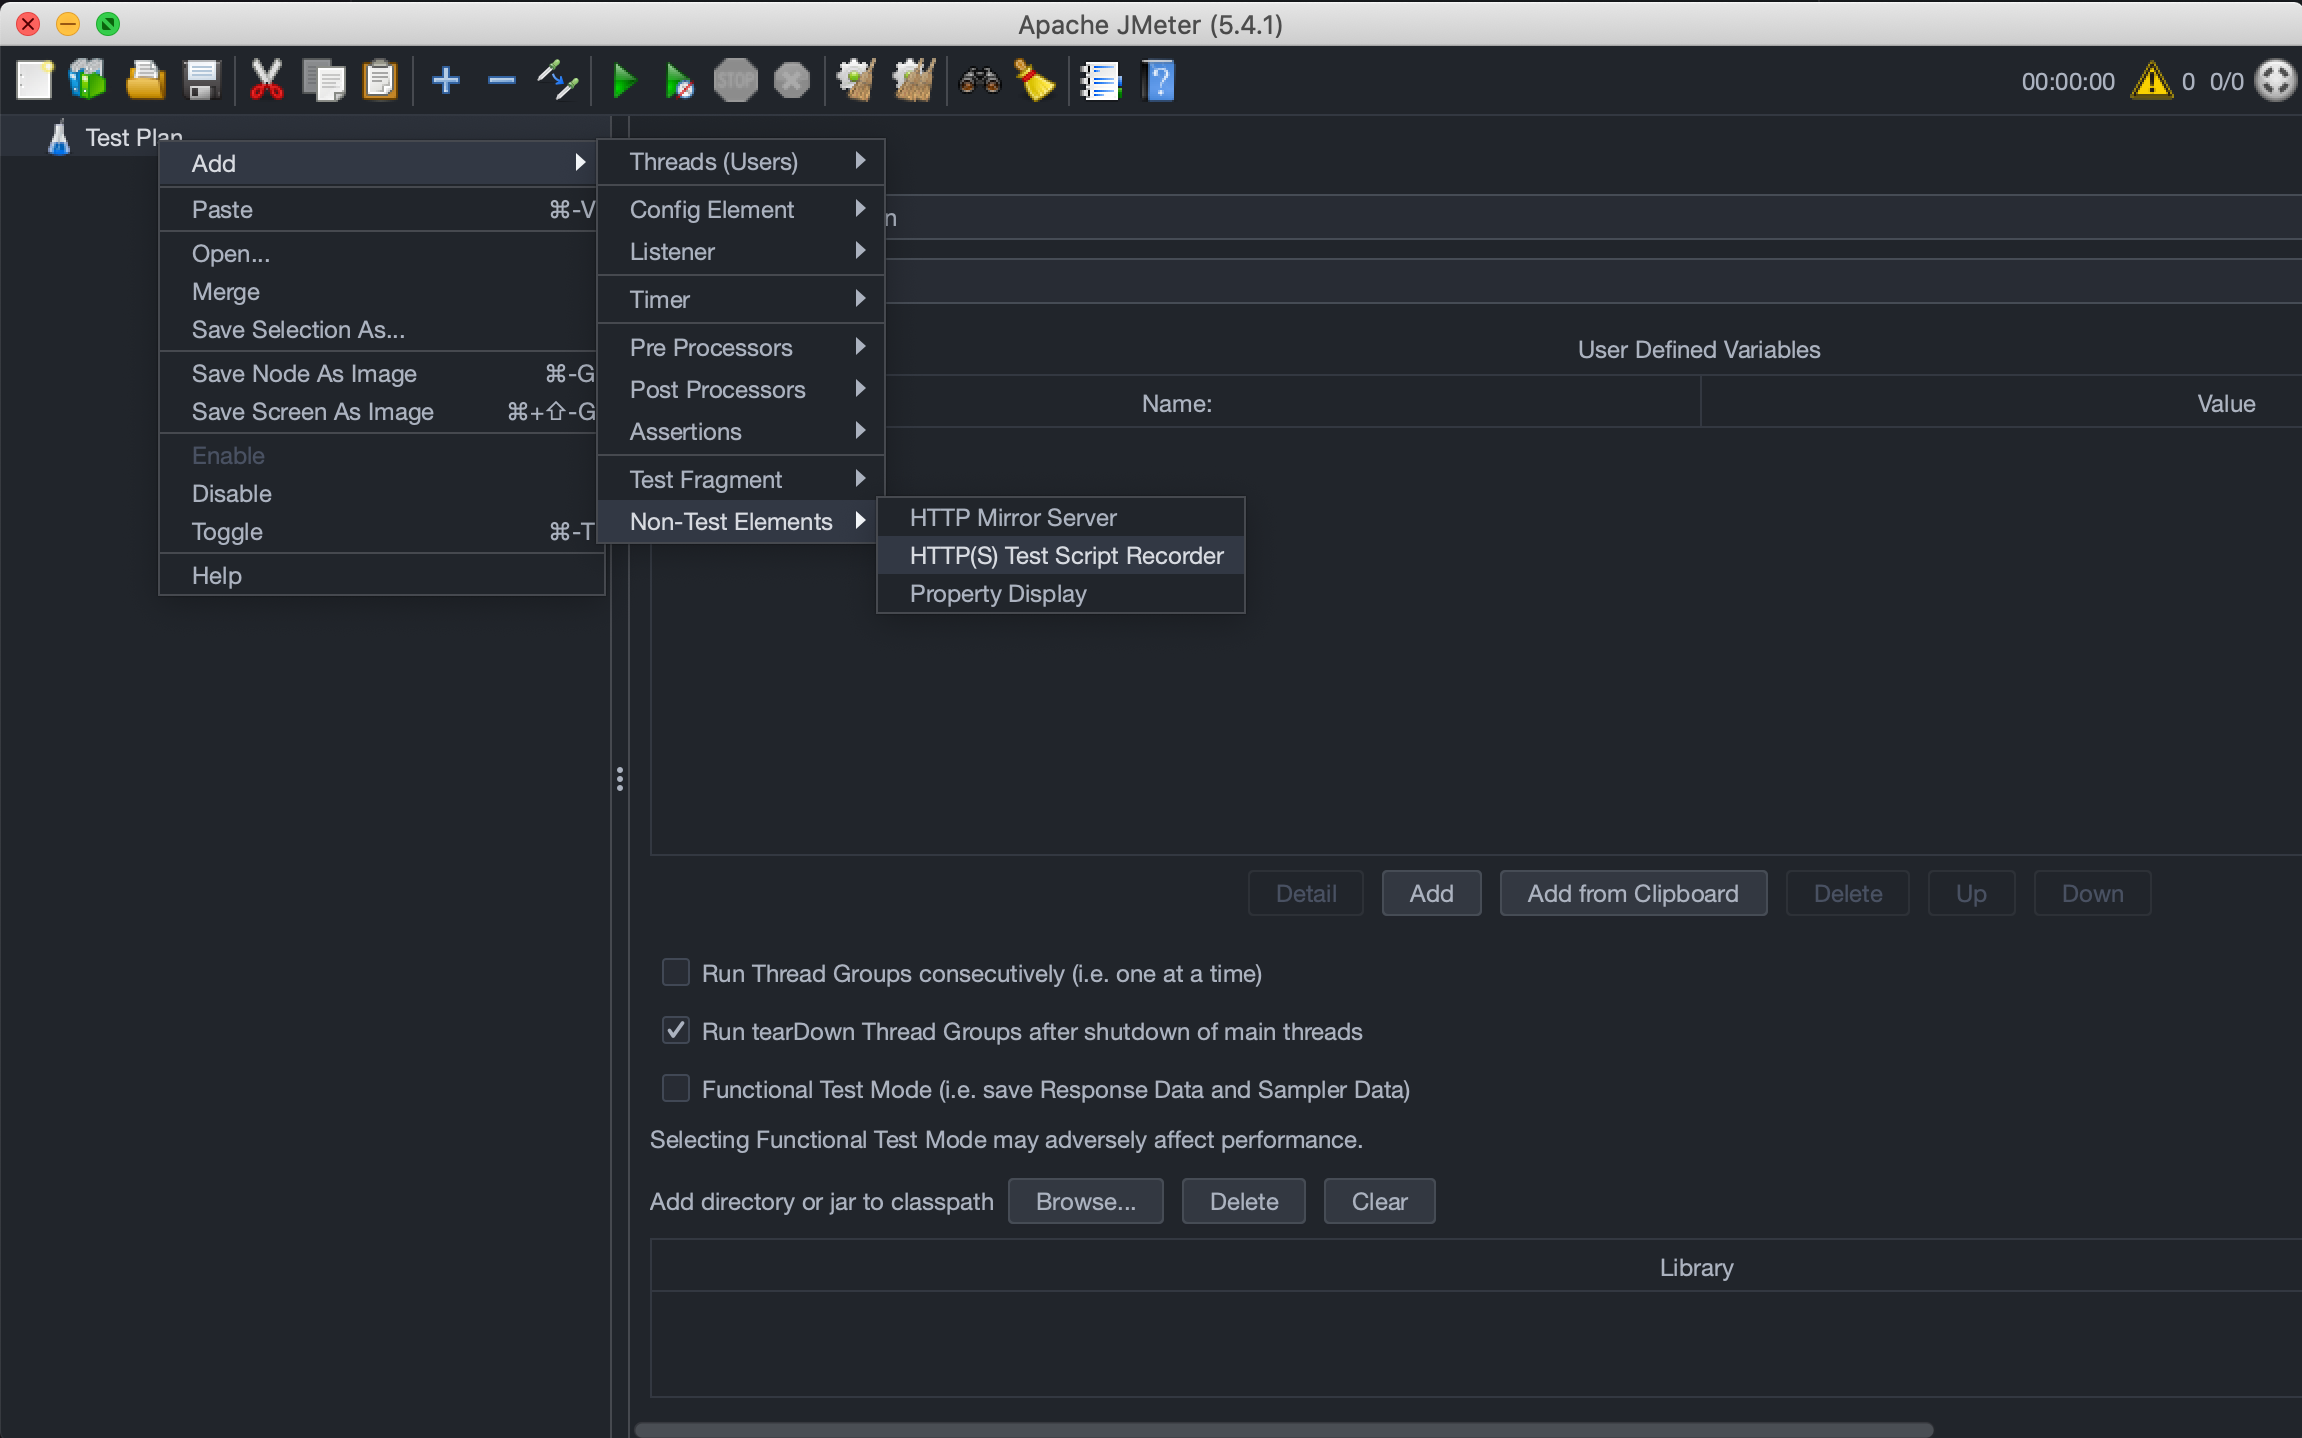 Apache JMeter (5.4.1)
STOP
?
00:00:00 0 0/0
Test Plan
Add
Paste ⌘-V
Open...
Merge
Save Selection As...
Save Node As Image ⌘-G
Save Screen As Image ⌘+⇧-G
Enable
Disable
Toggle ⌘-T
Help
Threads (Users)
Config Element
Listener
Timer
Pre Processors
Post Processors
Assertions
Test Fragment
Non-Test Elements
HTTP Mirror Server
HTTP(S) Test Script Recorder
Property Display
n
User Defined Variables
Name: Value
Detail Add Add from Clipboard Delete Up Down
Run Thread Groups consecutively (i.e. one at a time)
Run tearDown Thread Groups after shutdown of main threads
Functional Test Mode (i.e. save Response Data and Sampler Data)
Selecting Functional Test Mode may adversely affect performance.
Add directory or jar to classpath Browse... Delete Clear
Library